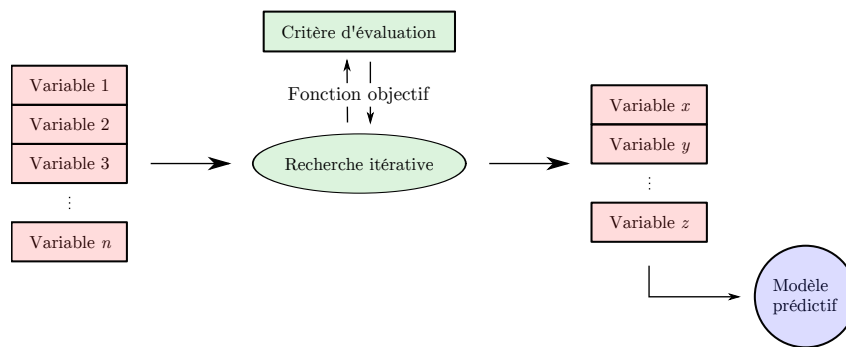 Variable 1
Variable 2
Variable 3
⋮
Variable n
Critère d'évaluation
Fonction objectif
Recherche itérative
Variable x
Variable y
⋮
Variable z
Modèle
prédictif